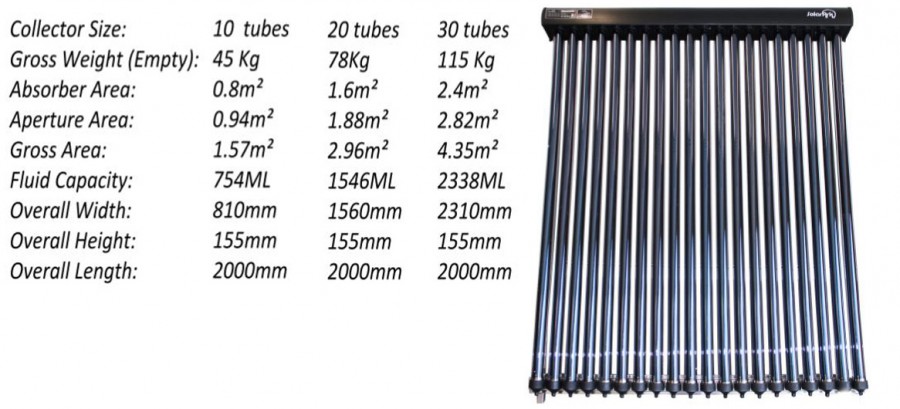 Collector Size: 10 tubes 20 tubes 30 tubes
Gross Weight (Empty): 45 Kg 78Kg 115 Kg
Absorber Area: 0.8m² 1.6m² 2.4m²
Aperture Area: 0.94m² 1.88m² 2.82m²
Gross Area: 1.57m² 2.96m² 4.35m²
Fluid Capacity: 754ML 1546ML 2338ML
Overall Width: 810mm 1560mm 2310mm
Overall Height: 155mm 155mm 155mm
Overall Length: 2000mm 2000mm 2000mm